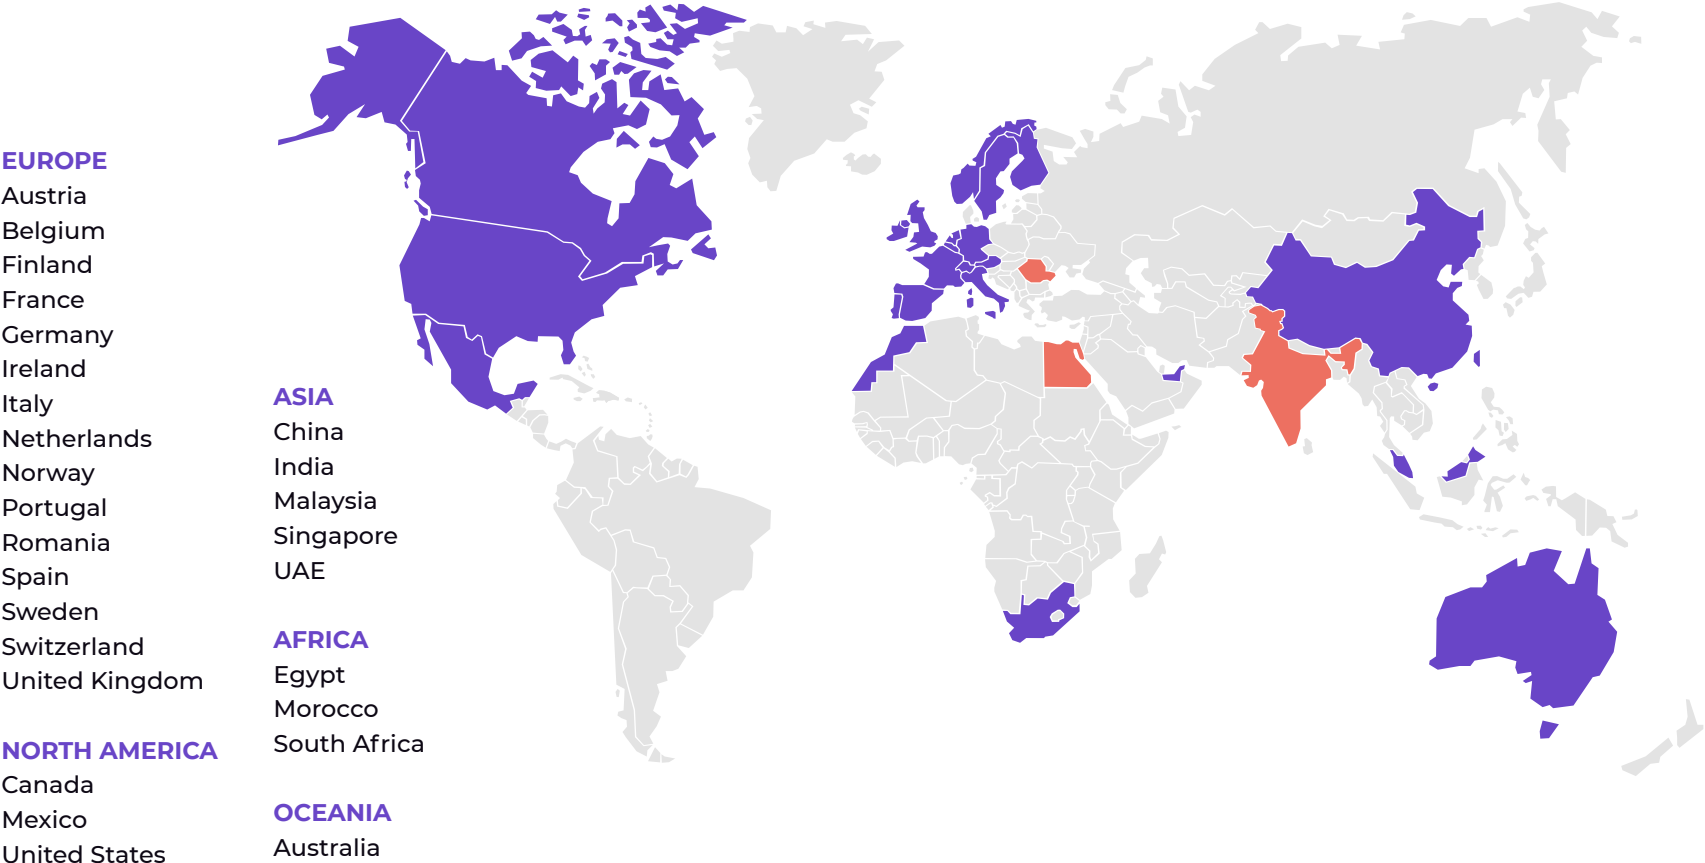 EUROPE
Austria
Belgium
Finland
France
Germany
Ireland
Italy
Netherlands
Norway
Portugal
Romania
Spain
Sweden
Switzerland
United Kingdom
NORTH AMERICA
Canada
Mexico
United States
ASIA
China
India
Malaysia
Singapore
UAE
AFRICA
Egypt
Morocco
South Africa
OCEANIA
Australia